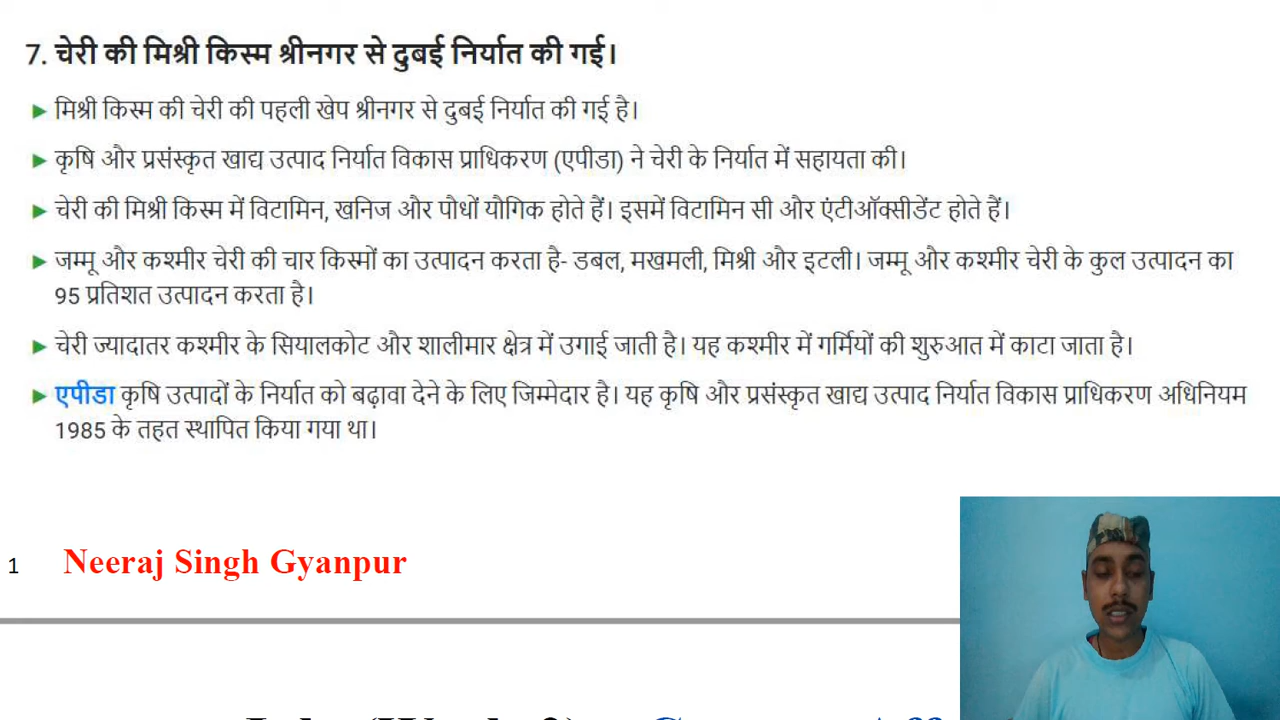 7. चेरी की मिश्री किस्म श्रीनगर से दुबई निर्यात की गई।
► मिश्री किस्म की चेरी की पहली खेप श्रीनगर से दुबई निर्यात की गई है।
► कृषि और प्रसंस्कृत खाद्य उत्पाद निर्यात विकास प्राधिकरण (एपीडा) ने चेरी के निर्यात में सहायता की।
► चेरी की मिश्री किस्म में विटामिन, खनिज और पौधों यौगिक होते हैं। इसमें विटामिन सी और एंटीऑक्सीडेंट होते हैं।
► जम्मू और कश्मीर चेरी की चार किस्मों का उत्पादन करता है- डबल, मखमली, मिश्री और इटली। जम्मू और कश्मीर चेरी के कुल उत्पादन का
95 प्रतिशत उत्पादन करता है।
► चेरी ज्यादातर कश्मीर के सियालकोट और शालीमार क्षेत्र में उगाई जाती है। यह कश्मीर में गर्मियों की शुरुआत में काटा जाता है।
► एपीडा कृषि उत्पादों के निर्यात को बढ़ावा देने के लिए जिम्मेदार है। यह कृषि और प्रसंस्कृत खाद्य उत्पाद निर्यात विकास प्राधिकरण अधिनियम
1985 के तहत स्थापित किया गया था।
1 Neeraj Singh Gyanpur